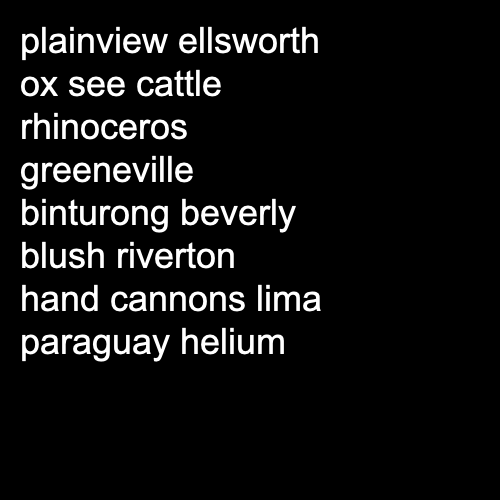 plainview ellsworth
ox see cattle
rhinoceros
greeneville
binturong beverly
blush riverton
hand cannons lima
paraguay helium